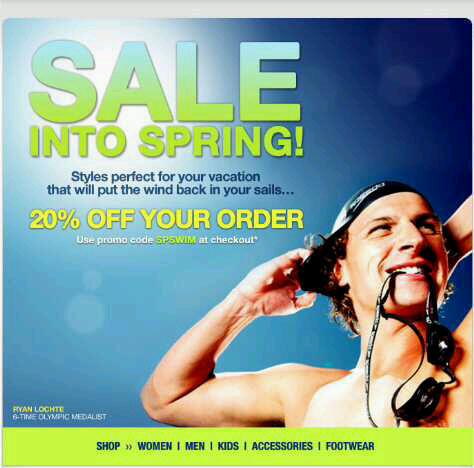 SALE
INTO SPRING!
Styles perfect for your vacation
that will put the wind back in your sails...
20% OFF YOUR ORDER
Use promo code SPSWIM at checkout*
RYAN LOCHTE
6-TIME OLYMPIC MEDALIST
SHOP ›› WOMEN | MEN | KIDS | ACCESSORIES | FOOTWEAR